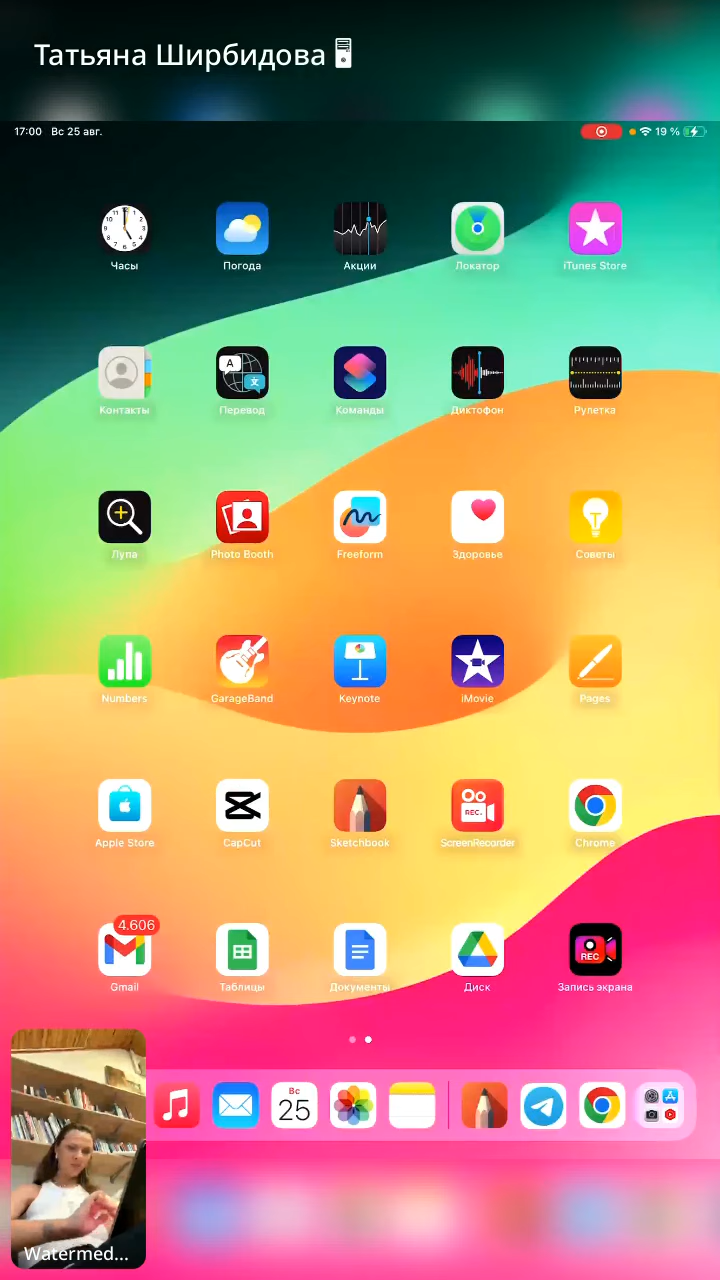 Татьяна Ширбидова
17:00 Вс 25 авг.
19 %
Часы
Погода
Акции
Локатор
iTunes Store
Контакты
Перевод
Команды
Диктофон
Рулетка
Лупа
Photo Booth
Freeform
Здоровье
Советы
Numbers
GarageBand
Keynote
iMovie
Pages
Apple Store
CapCut
Sketchbook
REC.
ScreenRecorder
Chrome
4.606
Gmail
Таблицы
Документы
Диск
REC
Запись экрана
Вс
25
Watermed...